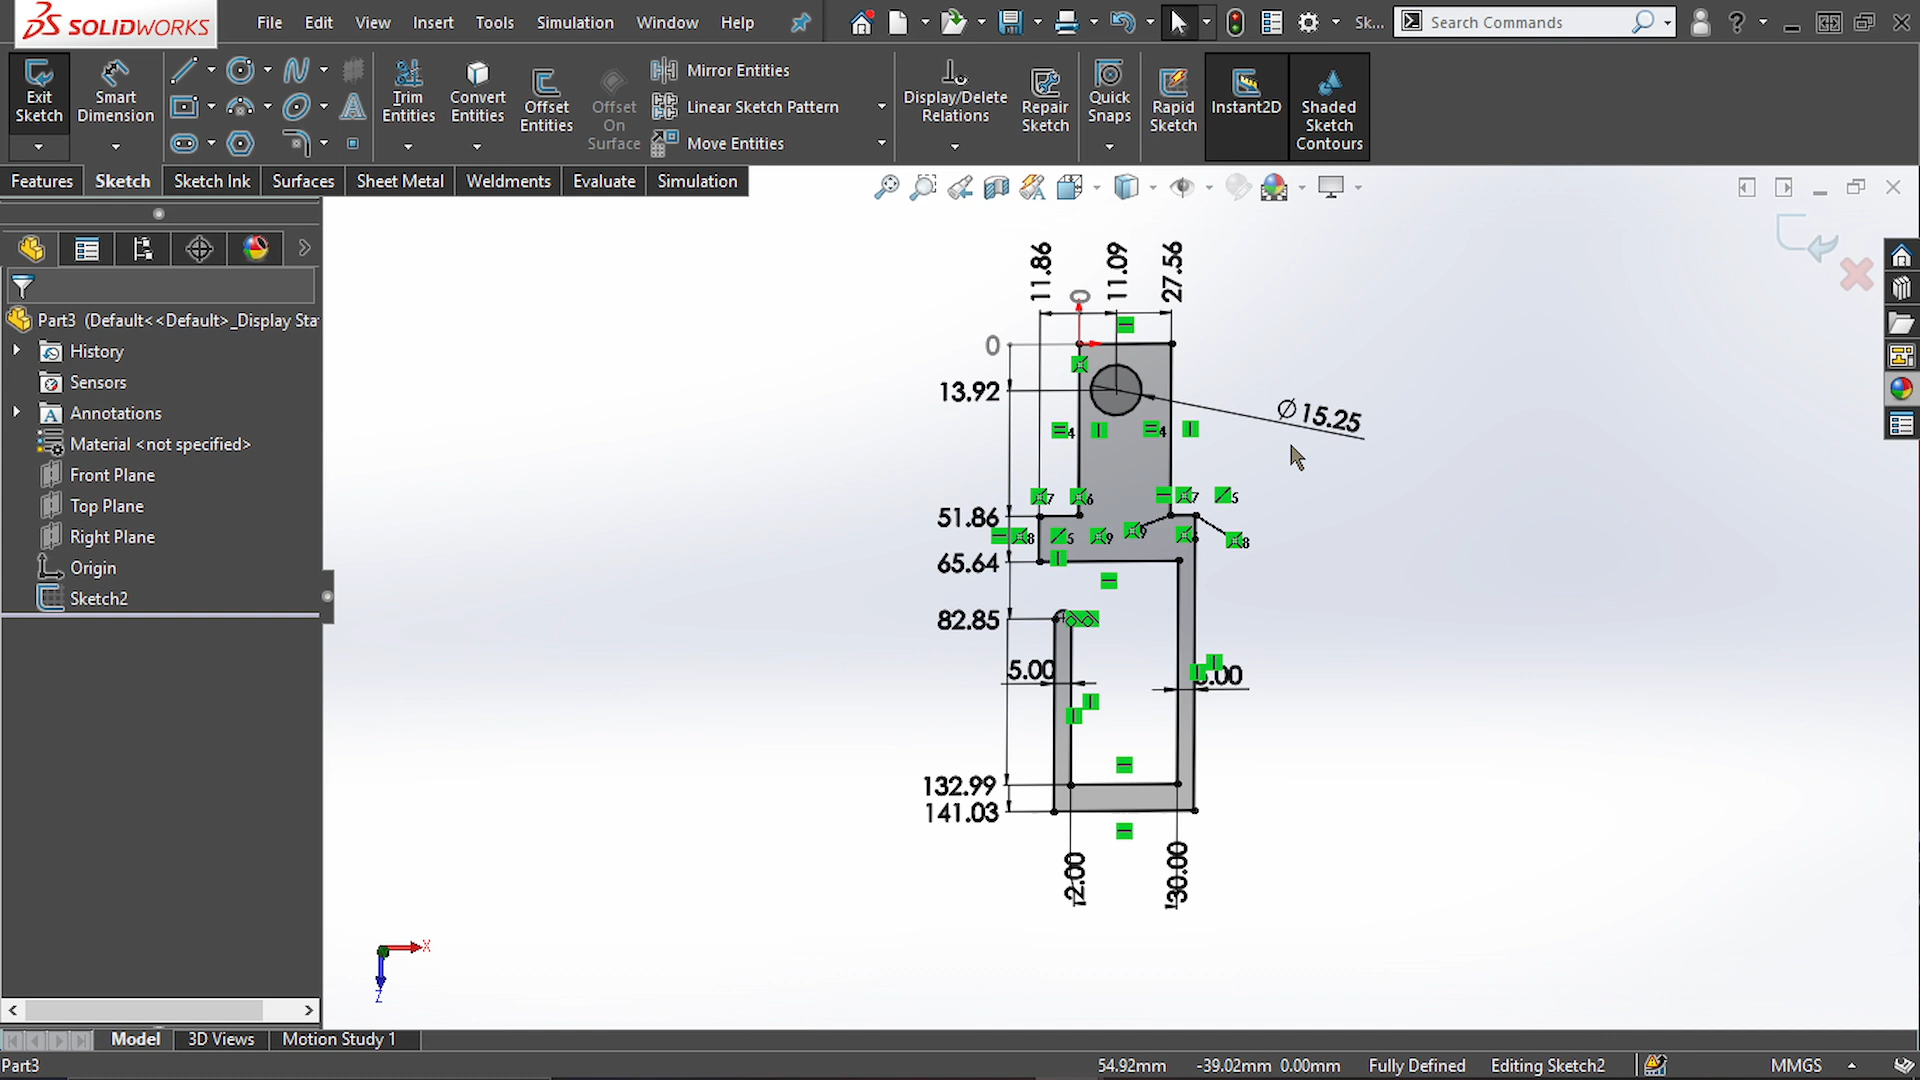 SOLIDWORKS
File Edit View Insert Tools Simulation Window Help
Sk...
Search Commands
?
Exit Sketch
Smart Dimension
Trim Entities
Convert Entities
Offset Entities
Offset On Surface
Mirror Entities
Linear Sketch Pattern
Move Entities
Display/Delete Relations
Repair Sketch
Quick Snaps
Rapid Sketch
Instant2D
Shaded Sketch Contours
Features Sketch Sketch Ink Surfaces Sheet Metal Weldments Evaluate Simulation
Part3 (Default<<Default>_Display Sta
History
Sensors
Annotations
Material <not specified>
Front Plane
Top Plane
Right Plane
Origin
Sketch2
11.86
0
11.09
27.56
0
13.92
Ø15.25
51.86
65.64
82.85
5.00
132.99
141.03
30.00
X
Z
Model 3D Views Motion Study 1
Part3
54.92mm -39.02mm 0.00mm Fully Defined Editing Sketch2 MMGS